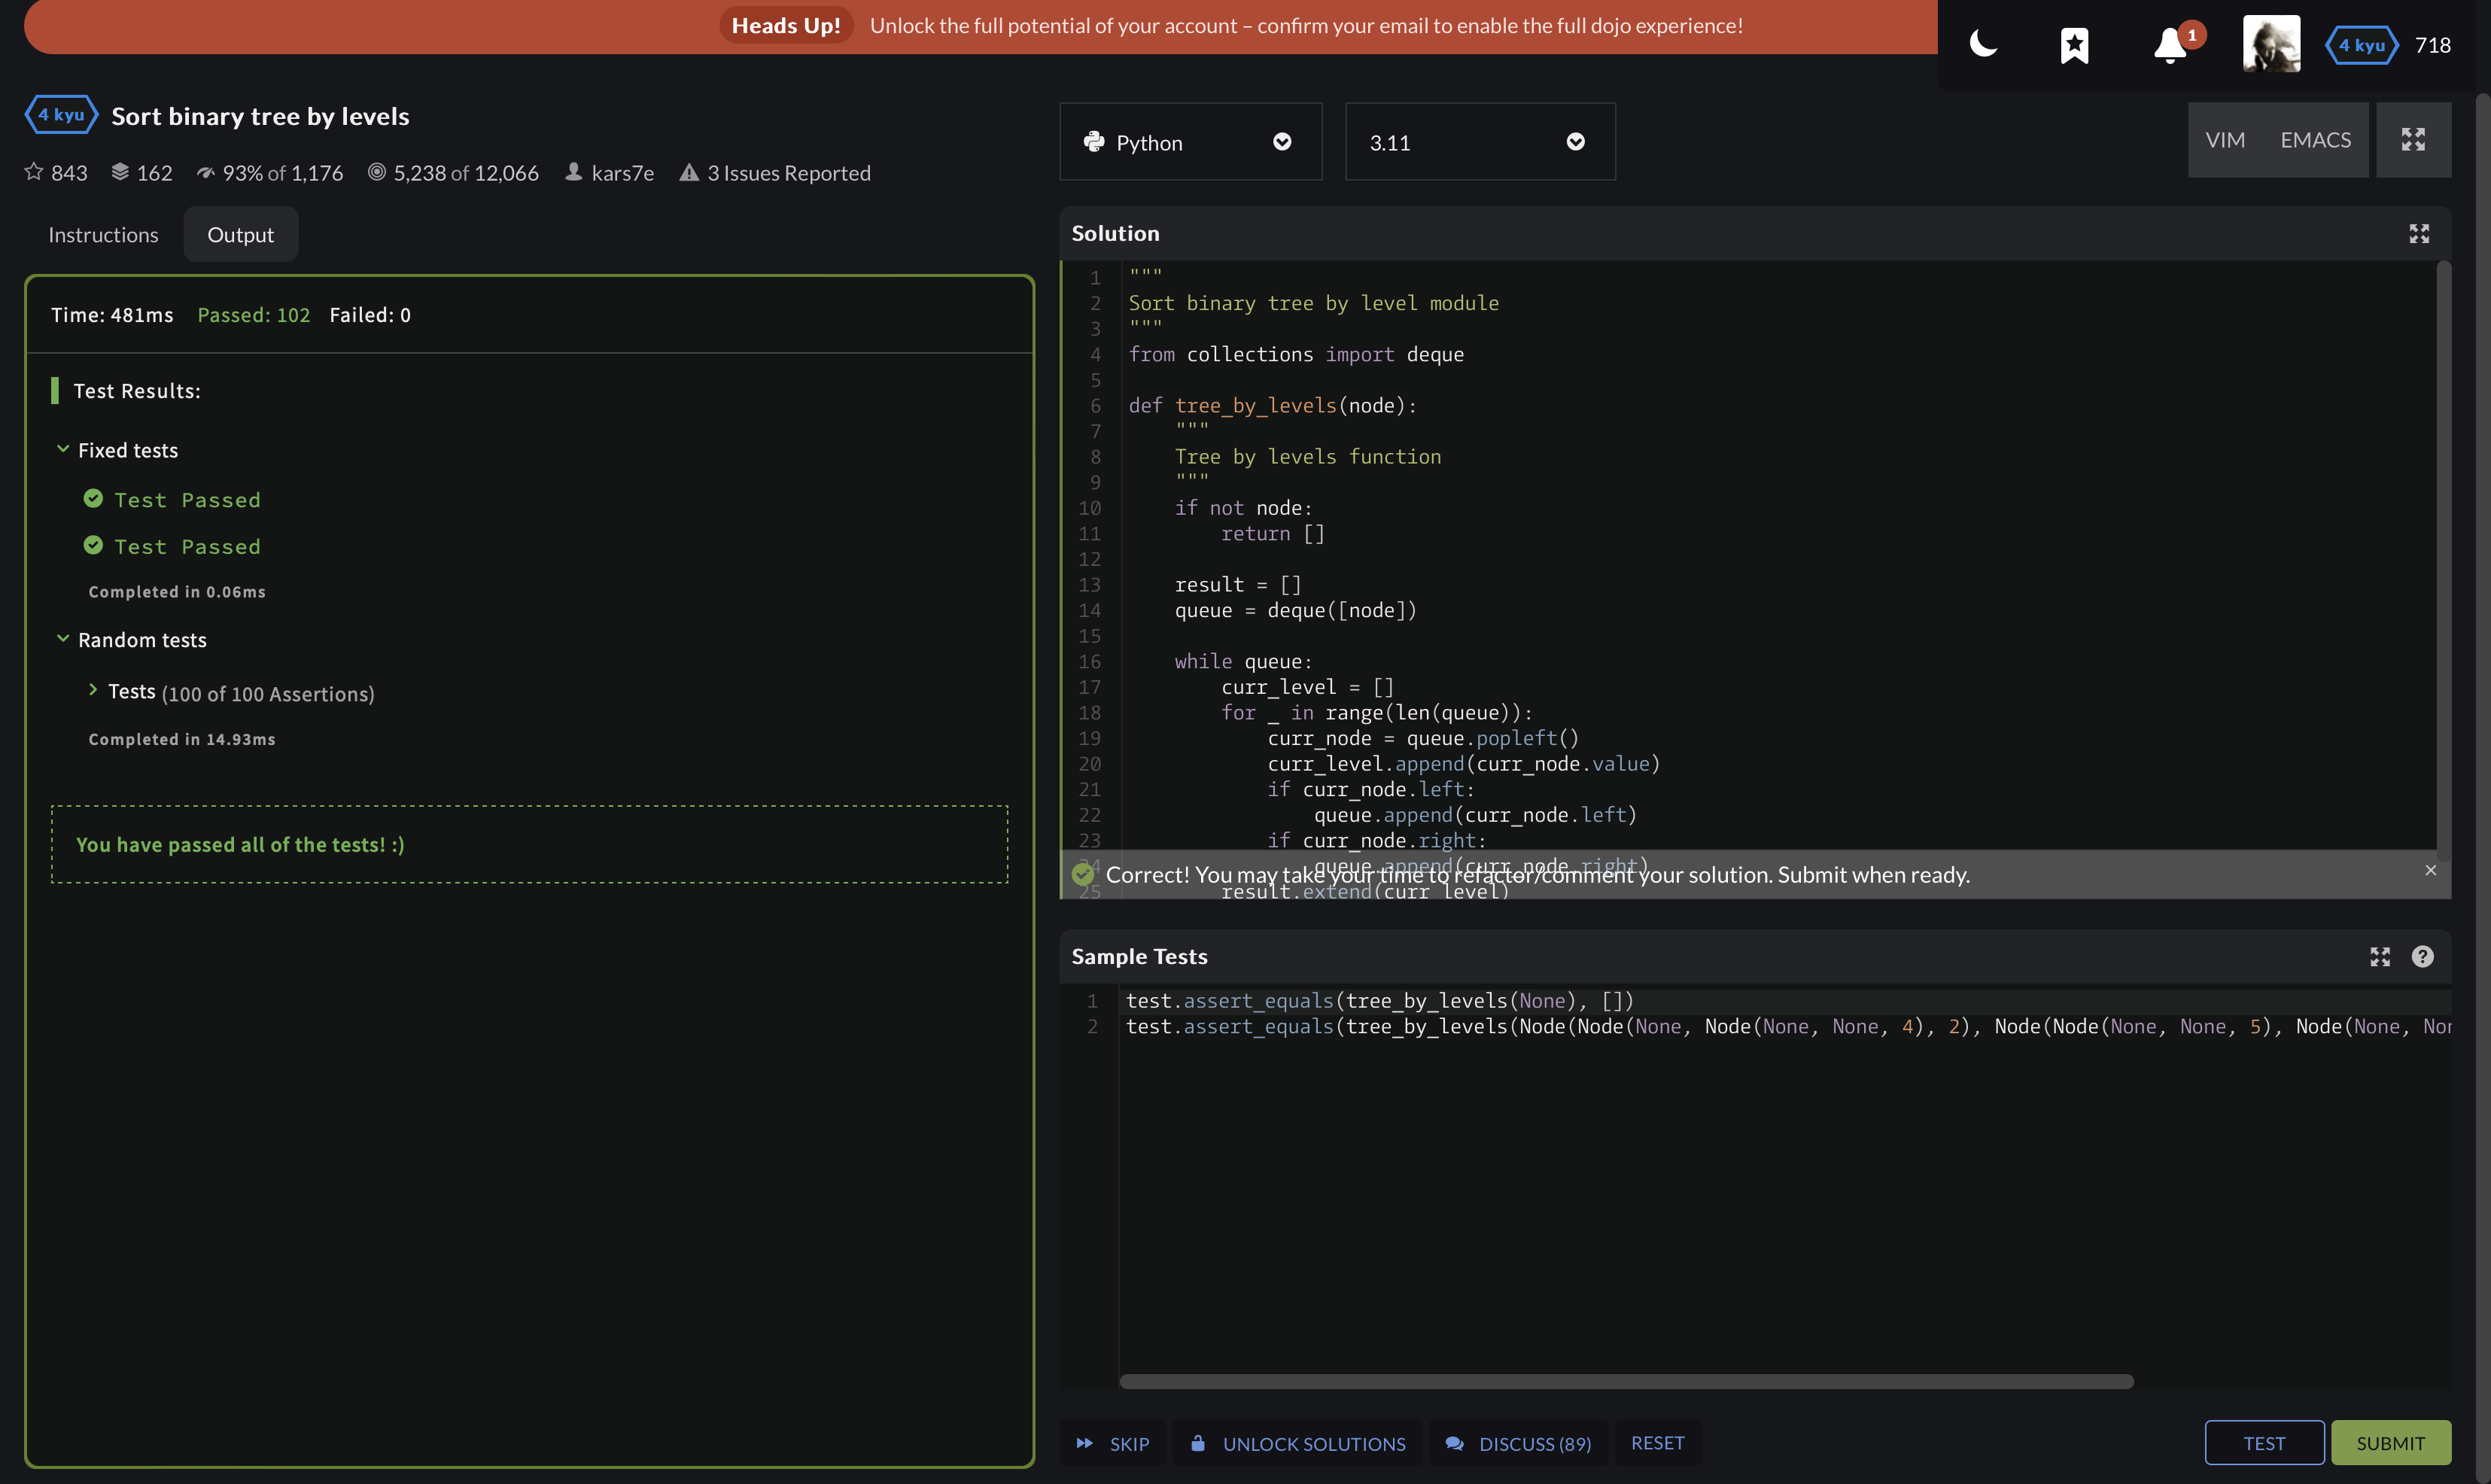 Heads Up! Unlock the full potential of your account – confirm your email to enable the full dojo experience!
1
4 kyu 718
4 kyu Sort binary tree by levels
843 162 93% of 1,176 5,238 of 12,066 kars7e 3 Issues Reported
Instructions Output
Time: 481ms Passed: 102 Failed: 0
Test Results:
Fixed tests
Test Passed
Test Passed
Completed in 0.06ms
Random tests
Tests (100 of 100 Assertions)
Completed in 14.93ms
You have passed all of the tests! :)
Python 3.11 VIM EMACS
Solution
1 """
2 Sort binary tree by level module
3 """
4 from collections import deque
5
6 def tree_by_levels(node):
7     """
8     Tree by levels function
9     """
10     if not node:
11         return []
12
13     result = []
14     queue = deque([node])
15
16     while queue:
17         curr_level = []
18         for _ in range(len(queue)):
19             curr_node = queue.popleft()
20             curr_level.append(curr_node.value)
21             if curr_node.left:
22                 queue.append(curr_node.left)
23             if curr_node.right:
24                 queue.append(curr_node.right)
Correct! You may take your time to refactor/comment your solution. Submit when ready.
25         result.extend(curr_level)
Sample Tests
1 test.assert_equals(tree_by_levels(None), [])
2 test.assert_equals(tree_by_levels(Node(Node(None, Node(None, None, 4), 2), Node(Node(None, None, 5), Node(None, Nor
SKIP UNLOCK SOLUTIONS DISCUSS (89) RESET TEST SUBMIT